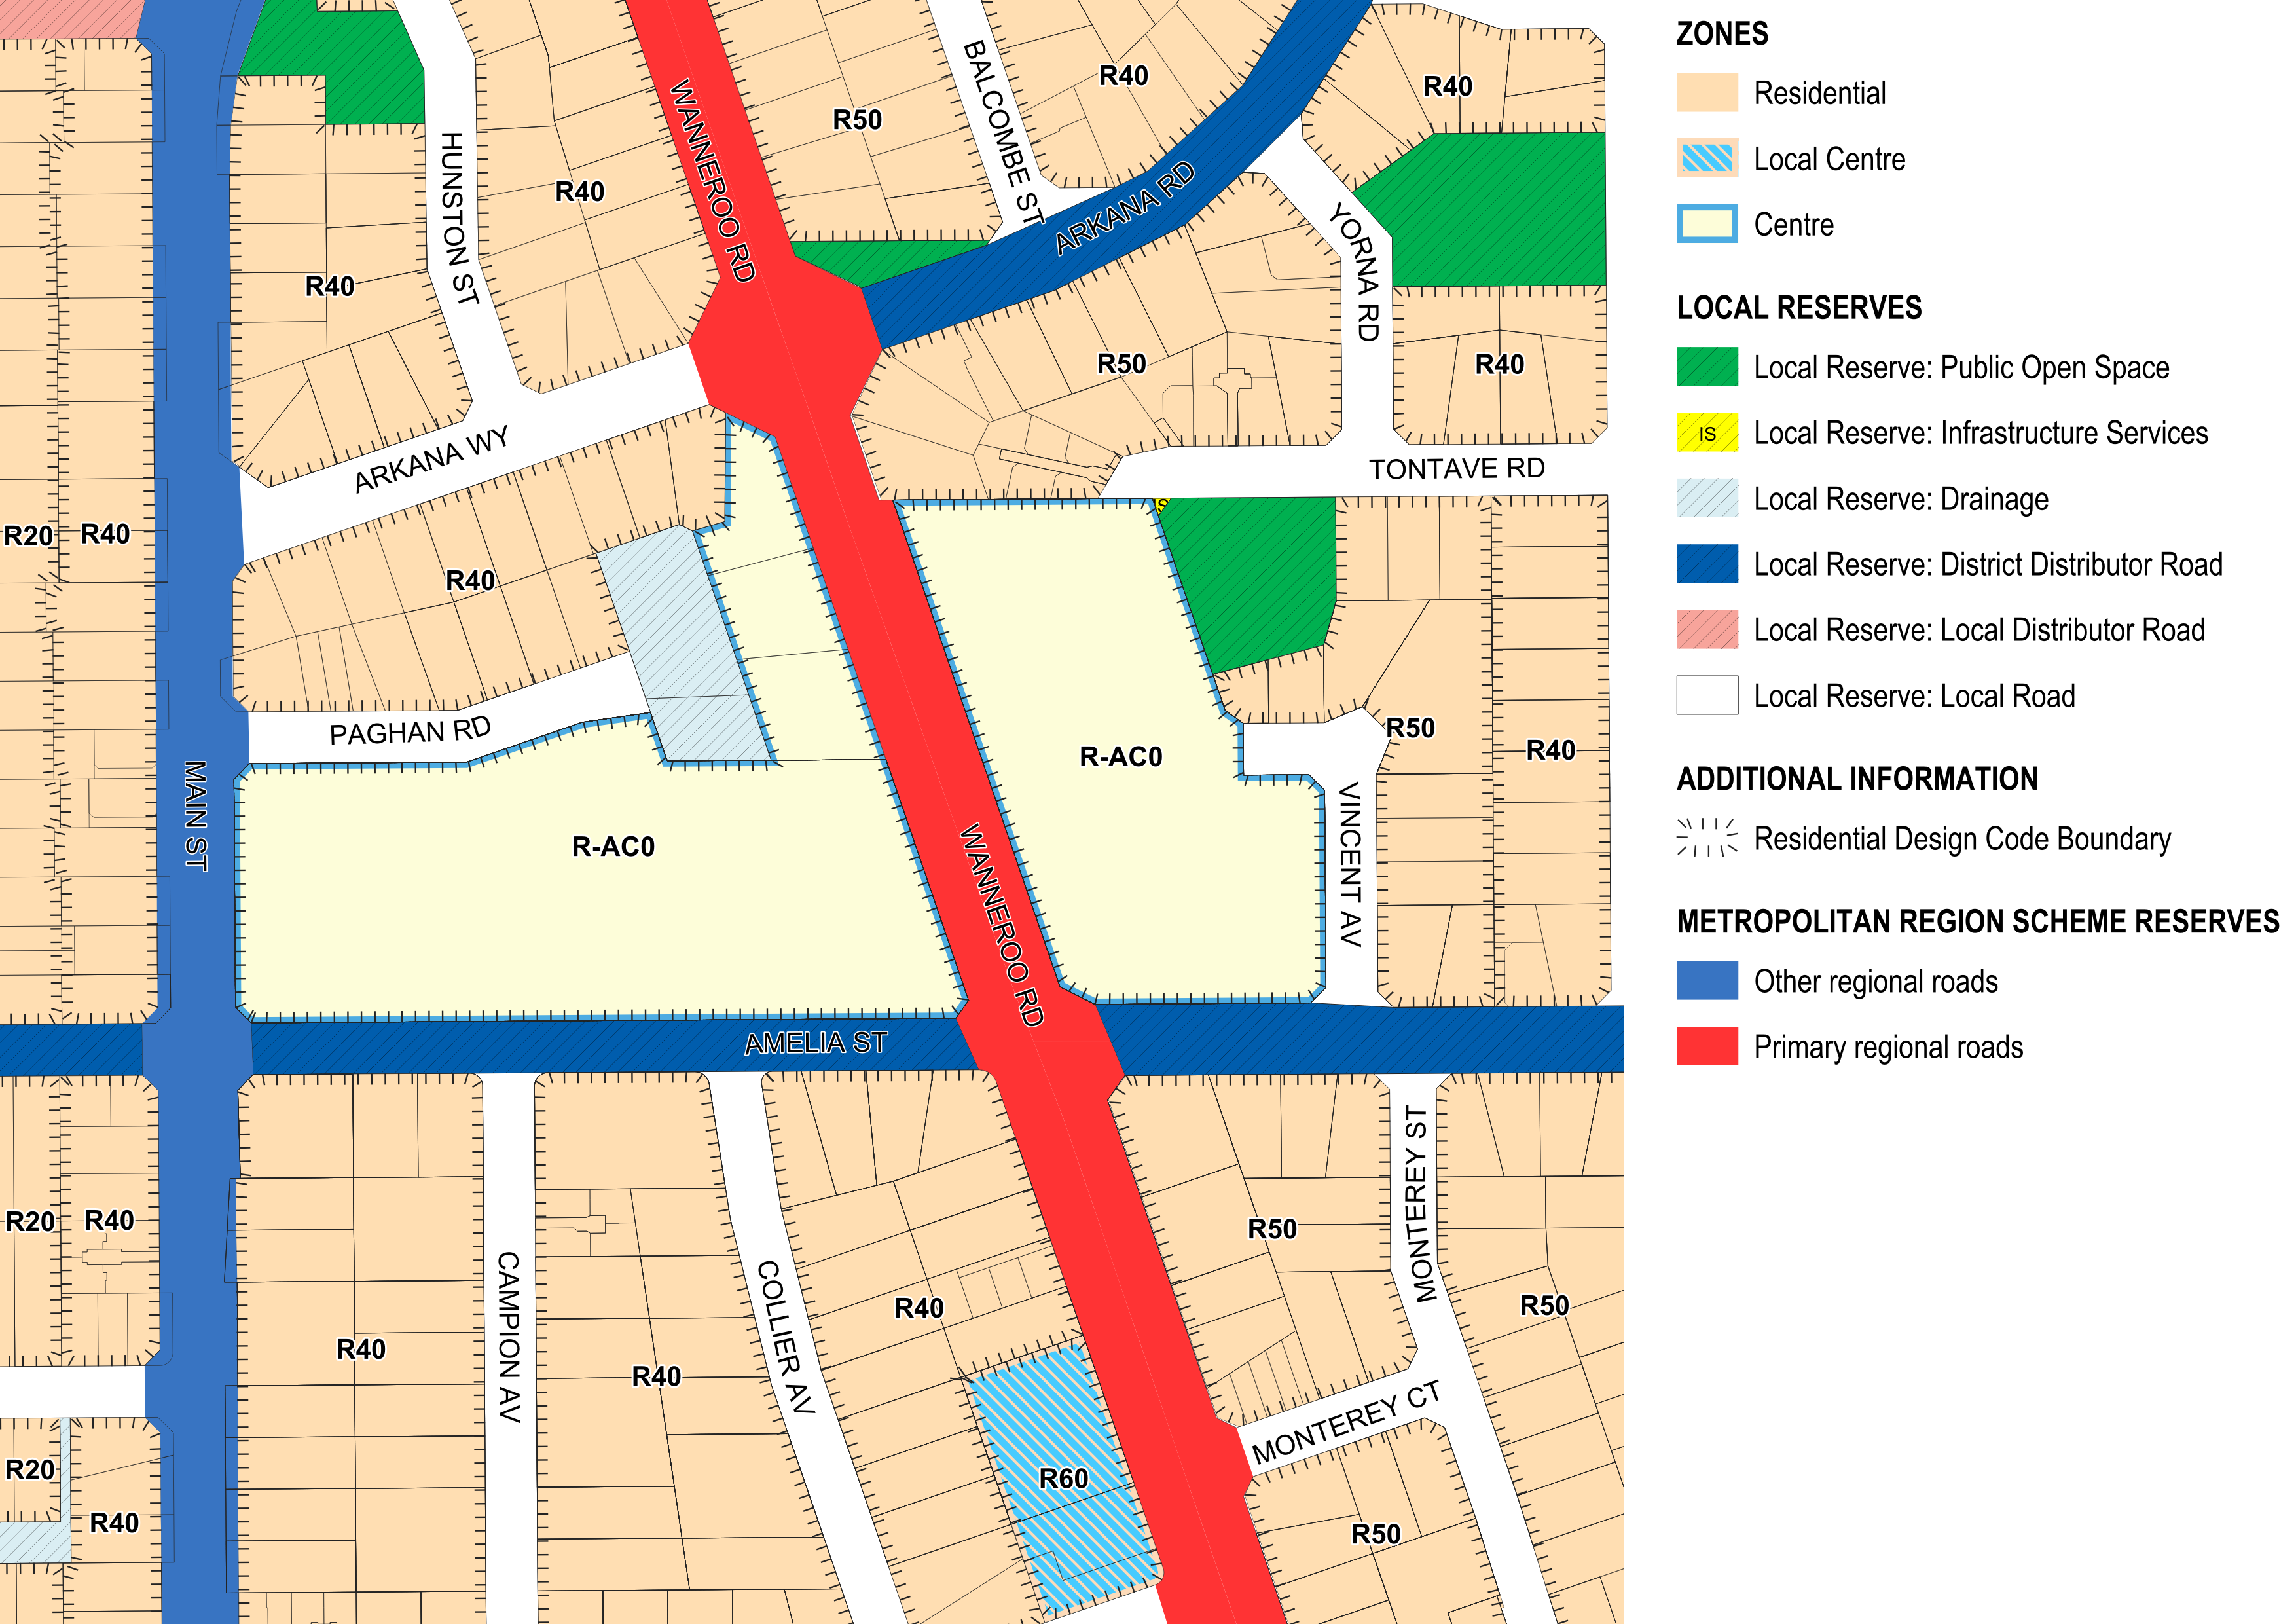 R40
R40
R50
R40
R40
R50
R40
R20
R40
R40
R-AC0
R50
R40
R-AC0
R20
R40
R50
R50
R40
R40
R40
R60
R20
R40
R50
WANNEROO RD
BALCOMBE ST
HUNSTON ST
ARKANA RD
YORNA RD
ARKANA WY
TONTAVE RD
PAGHAN RD
MAIN ST
VINCENT AV
WANNEROO RD
AMELIA ST
MONTEREY ST
CAMPION AV
COLLIER AV
MONTEREY CT
IS
ZONES
Residential
Local Centre
Centre
LOCAL RESERVES
Local Reserve: Public Open Space
IS
Local Reserve: Infrastructure Services
Local Reserve: Drainage
Local Reserve: District Distributor Road
Local Reserve: Local Distributor Road
Local Reserve: Local Road
ADDITIONAL INFORMATION
Residential Design Code Boundary
METROPOLITAN REGION SCHEME RESERVES
Other regional roads
Primary regional roads